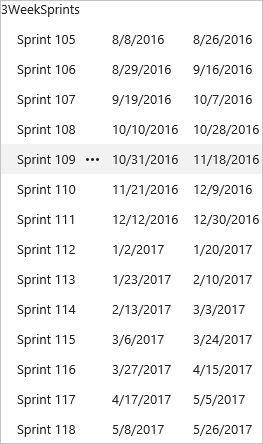 3WeekSprints
Sprint 105 8/8/2016 8/26/2016
Sprint 106 8/29/2016 9/16/2016
Sprint 107 9/19/2016 10/7/2016
Sprint 108 10/10/2016 10/28/2016
Sprint 109 ••• 10/31/2016 11/18/2016
Sprint 110 11/21/2016 12/9/2016
Sprint 111 12/12/2016 12/30/2016
Sprint 112 1/2/2017 1/20/2017
Sprint 113 1/23/2017 2/10/2017
Sprint 114 2/13/2017 3/3/2017
Sprint 115 3/6/2017 3/24/2017
Sprint 116 3/27/2017 4/15/2017
Sprint 117 4/17/2017 5/5/2017
Sprint 118 5/8/2017 5/26/2017